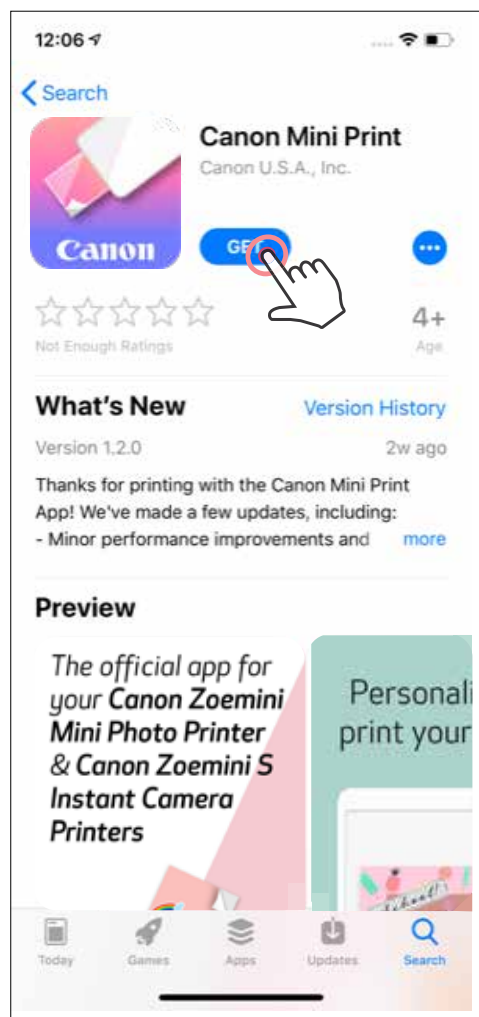 12:06
Search
Canon Mini Print
Canon U.S.A., Inc.
Canon
GET
4+
Not Enough Ratings
Age
What's New
Version History
Version 1.2.0
2w ago
Thanks for printing with the Canon Mini Print
App! We've made a few updates, including:
- Minor performance improvements and more
Preview
The official app for
your Canon Zoemini
Mini Photo Printer
& Canon Zoemini S
Instant Camera
Printers
Personali
print your
School!
Today
Games
Apps
Updates
Search